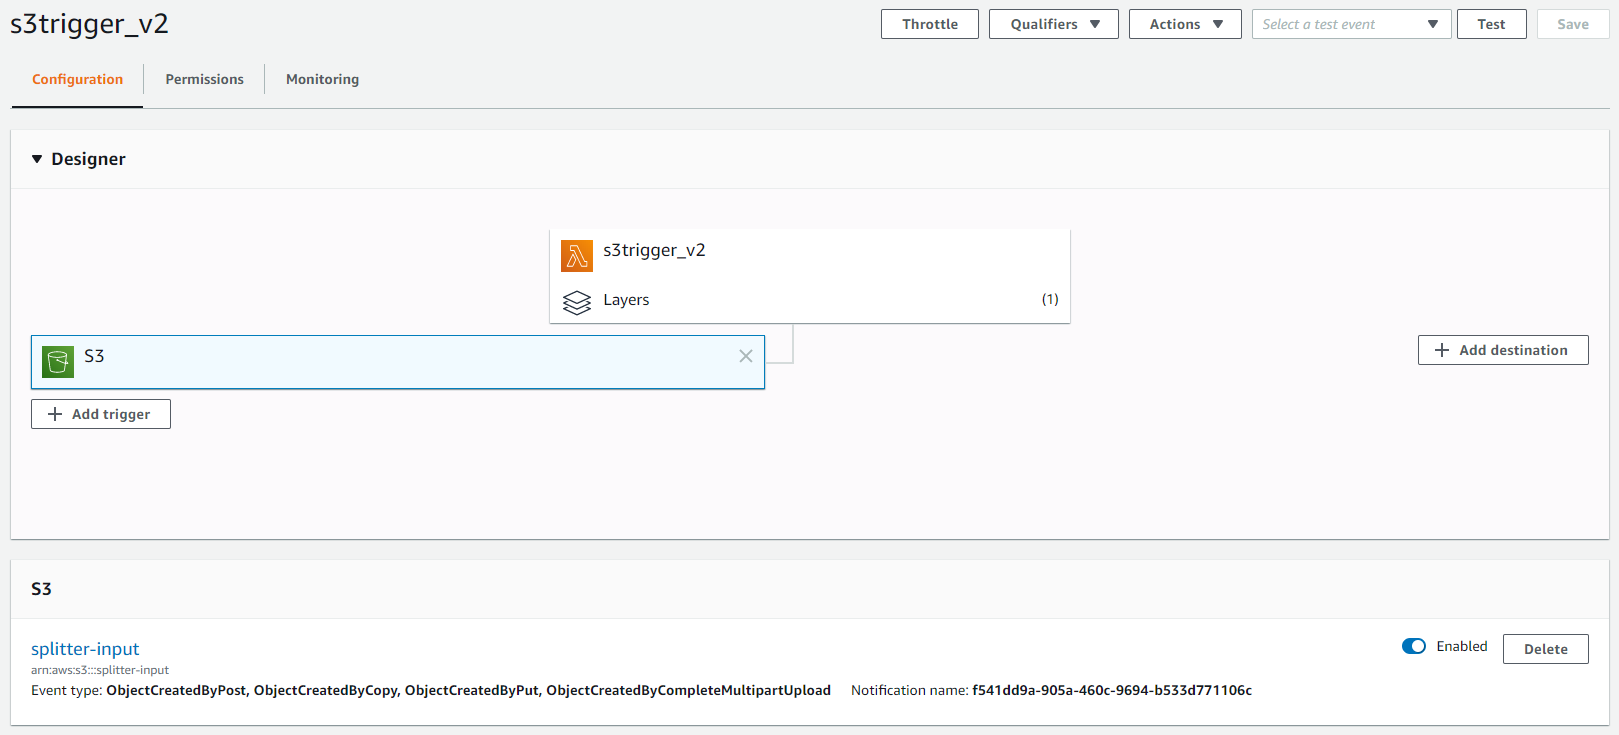 s3trigger_v2
Throttle
Qualifiers
Actions
Select a test event
Test
Save
Configuration
Permissions
Monitoring
Designer
s3trigger_v2
Layers
(1)
S3
Add destination
Add trigger
S3
splitter-input
Enabled
Delete
arn:aws:s3:::splitter-input
Event type: ObjectCreatedByPost, ObjectCreatedByCopy, ObjectCreatedByPut, ObjectCreatedByCompleteMultipartUpload
Notification name: f541dd9a-905a-460c-9694-b533d771106c